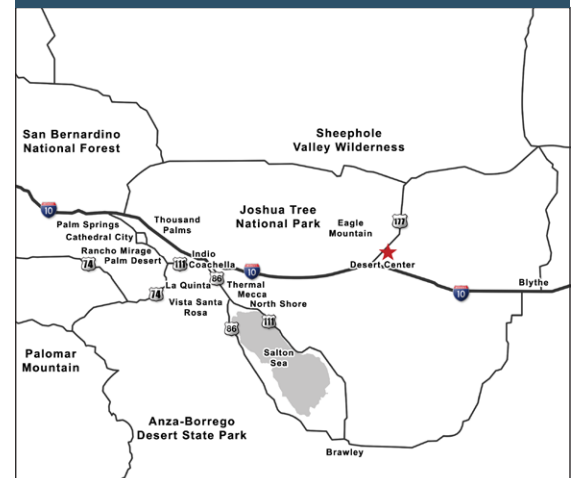 San Bernardino
National Forest
Sheephole
Valley Wilderness
10
Palm Springs
Cathedral City
Rancho Mirage
Palm Desert
74
Thousand
Palms
Joshua Tree
National Park
Eagle
Mountain
177
Indio
111
Coachella
86
10
Desert Center
La Quinta
74
Thermal
Mecca
North Shore
Vista Santa
Rosa
10
Blythe
86
111
Salton
Sea
Palomar
Mountain
Anza-Borrego
Desert State Park
Brawley